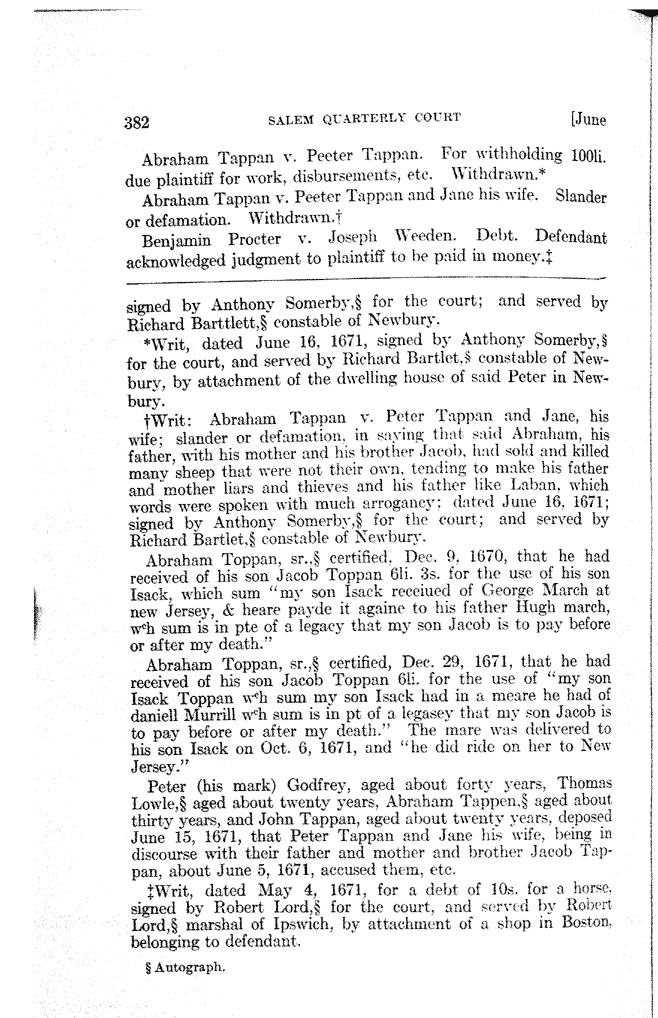 382 SALEM QUARTERLY COURT [June
Abraham Tappan v. Peeter Tappan. For withholding 100li.
due plaintiff for work, disbursements, etc. Withdrawn.*
Abraham Tappan v. Peeter Tappan and Jane his wife. Slander
or defamation. Withdrawn.†
Benjamin Procter v. Joseph Weeden. Debt. Defendant
acknowledged judgment to plaintiff to be paid in money.‡
signed by Anthony Somerby,§ for the court; and served by
Richard Barttlett,§ constable of Newbury.
*Writ, dated June 16, 1671, signed by Anthony Somerby,§
for the court, and served by Richard Bartlet,§ constable of New-
bury, by attachment of the dwelling house of said Peter in New-
bury.
†Writ: Abraham Tappan v. Peter Tappan and Jane, his
wife; slander or defamation, in saying that said Abraham, his
father, with his mother and his brother Jacob, had sold and killed
many sheep that were not their own, tending to make his father
and mother liars and thieves and his father like Laban, which
words were spoken with much arrogancy; dated June 16, 1671;
signed by Anthony Somerby,§ for the court; and served by
Richard Bartlet,§ constable of Newbury.
Abraham Toppan, sr.,§ certified, Dec. 9, 1670, that he had
received of his son Jacob Toppan 6li. 3s. for the use of his son
Isack, which sum "my son Isack receiued of George March at
new Jersey, & heare payde it againe to his father Hugh march,
wᶜh sum is in pte of a legacy that my son Jacob is to pay before
or after my death."
Abraham Toppan, sr.,§ certified, Dec. 29, 1671, that he had
received of his son Jacob Toppan 6li. for the use of "my son
Isack Toppan wᶜh sum my son Isack had in a meare he had of
daniell Murrill wᶜh sum is in pt of a legasey that my son Jacob is
to pay before or after my death." The mare was delivered to
his son Isack on Oct. 6, 1671, and "he did ride on her to New
Jersey."
Peter (his mark) Godfrey, aged about forty years, Thomas
Lowle,§ aged about twenty years, Abraham Tappen,§ aged about
thirty years, and John Tappan, aged about twenty years, deposed
June 15, 1671, that Peter Tappan and Jane his wife, being in
discourse with their father and mother and brother Jacob Tap-
pan, about June 5, 1671, accused them, etc.
‡Writ, dated May 4, 1671, for a debt of 10s. for a horse,
signed by Robert Lord,§ for the court, and served by Robert
Lord,§ marshal of Ipswich, by attachment of a shop in Boston,
belonging to defendant.
§ Autograph.